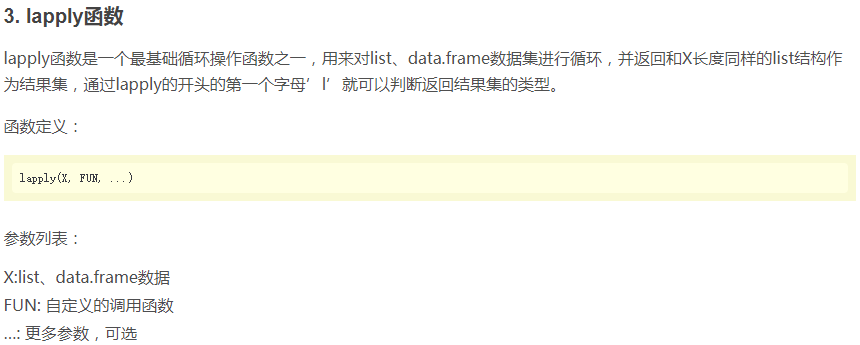 3. lapply函数
lapply函数是一个最基础循环操作函数之一，用来对list、data.frame数据集进行循环，并返回和X长度同样的list结构作
为结果集，通过lapply的开头的第一个字母’l’就可以判断返回结果集的类型。
函数定义：
lapply(X, FUN, ...)
参数列表：
X:list、data.frame数据
FUN: 自定义的调用函数
…: 更多参数，可选